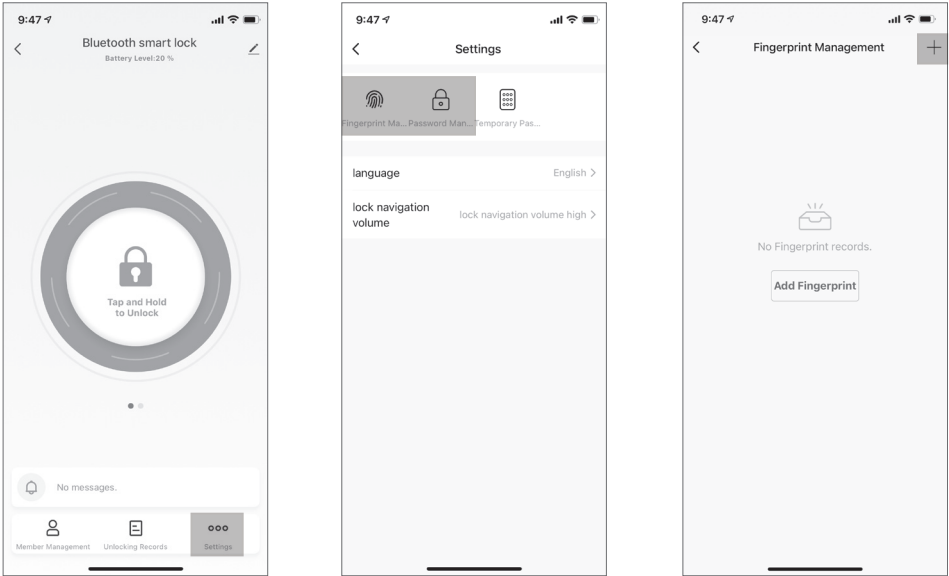 9:47
Bluetooth smart lock
Battery Level:20 %
Tap and Hold
to Unlock
No messages.
Member Management
Unlocking Records
Settings
9:47
Settings
Fingerprint Ma...
Password Man...
Temporary Pas...
language
English
lock navigation
volume
lock navigation volume high
9:47
Fingerprint Management
No Fingerprint records.
Add Fingerprint